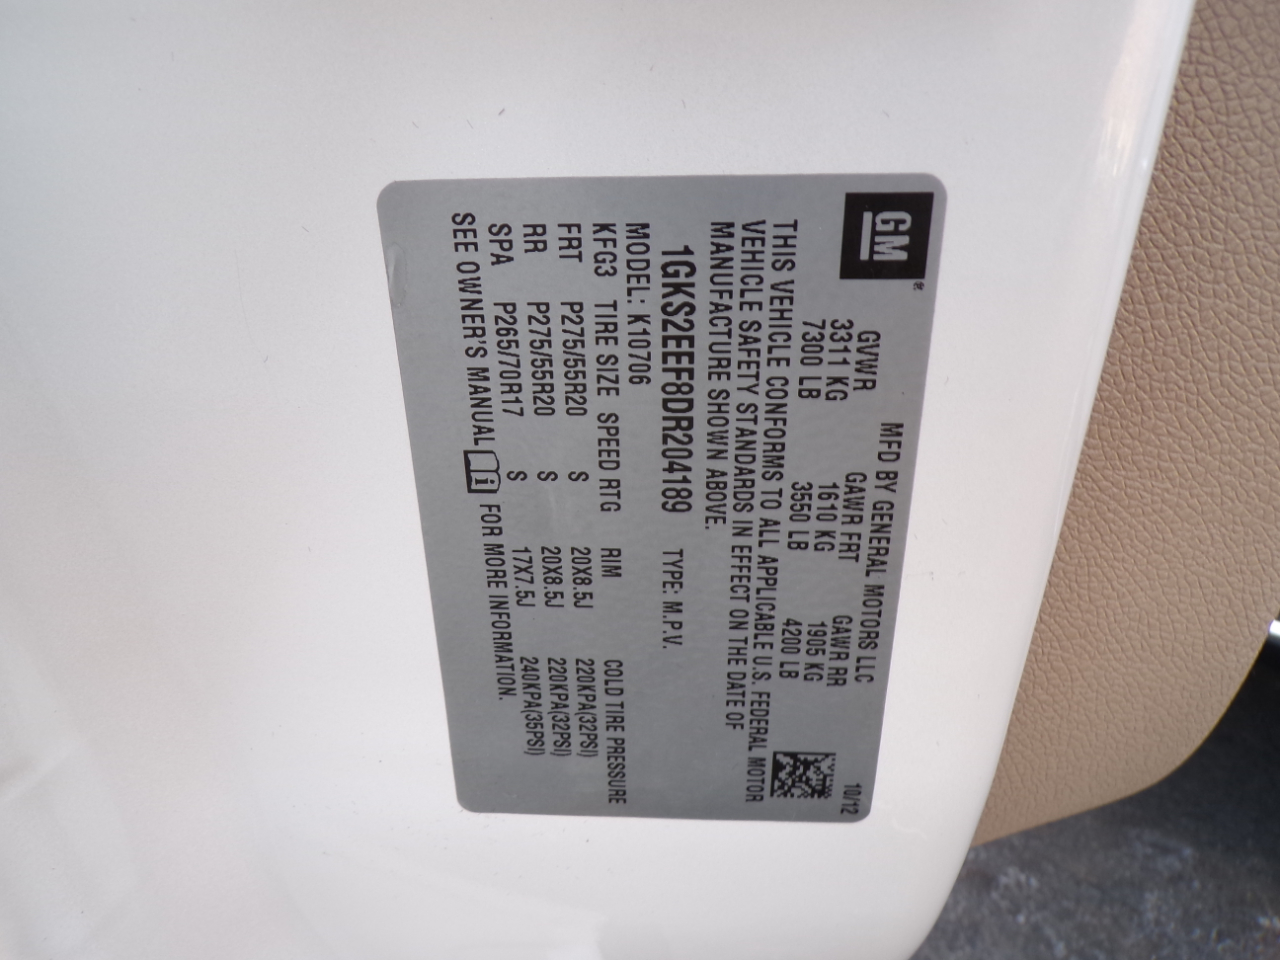 GM
MFD BY GENERAL MOTORS LLC 10/12
GVWR GAWR FRT GAWR RR
3311 KG 1610 KG 1905 KG
7300 LB 3550 LB 4200 LB
THIS VEHICLE CONFORMS TO ALL APPLICABLE U.S. FEDERAL MOTOR
VEHICLE SAFETY STANDARDS IN EFFECT ON THE DATE OF
MANUFACTURE SHOWN ABOVE.
1GKS2EEF8DR204189 TYPE: M.P.V.
MODEL: K10706
KFG3 TIRE SIZE SPEED RTG RIM COLD TIRE PRESSURE
FRT P275/55R20 S 20X8.5J 220KPA(32PSI)
RR P275/55R20 S 20X8.5J 220KPA(32PSI)
SPA P265/70R17 S 17X7.5J 240KPA(35PSI)
SEE OWNER'S MANUAL i FOR MORE INFORMATION.